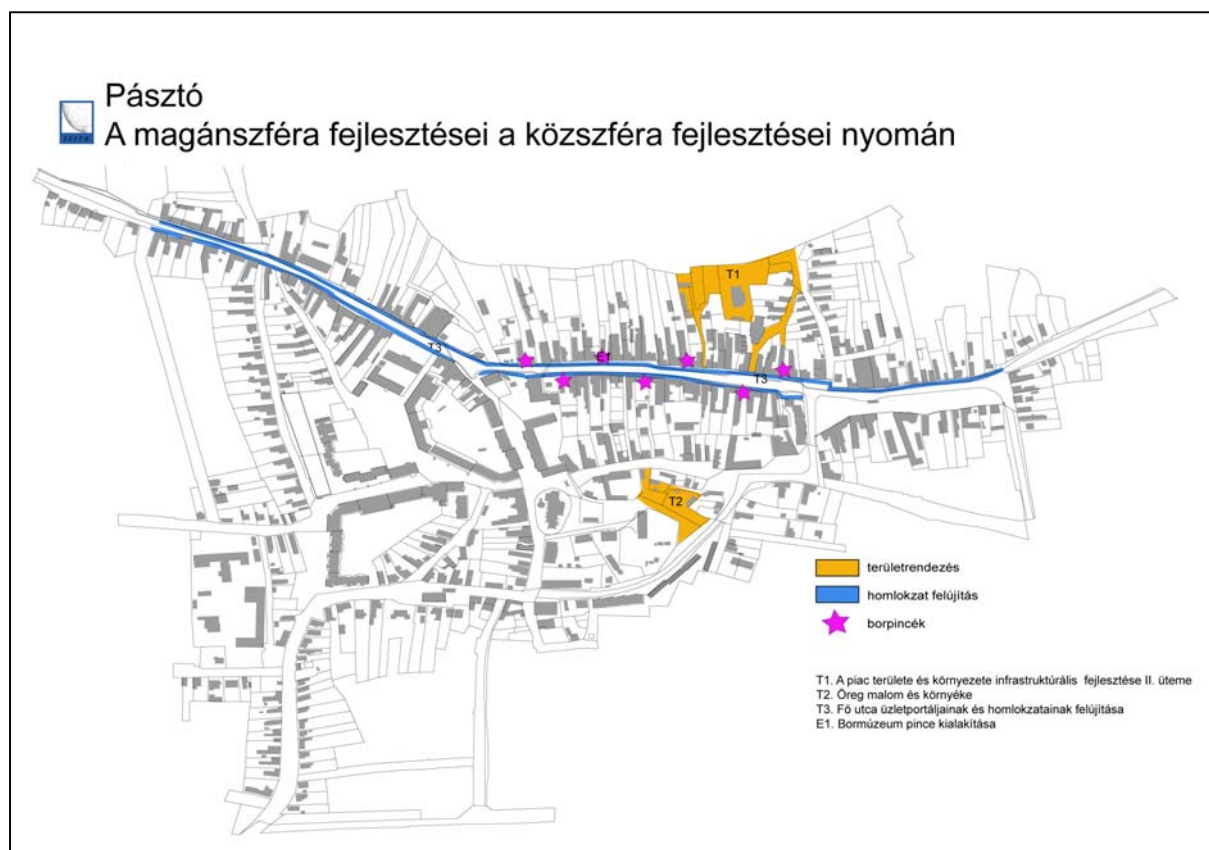 Pásztó
A magánszféra fejlesztései a közszféra fejlesztései nyomán
T1
T3
E1
T3
T2
területrendezés
homlokzat felújítás
borpincék
T1. A piac területe és környezete infrastruktúrális fejlesztése II. üteme
T2. Öreg malom és környéke
T3. Fő utca üzletportáljainak és homlokzatainak felújítása
E1. Bormúzeum pince kialakítása